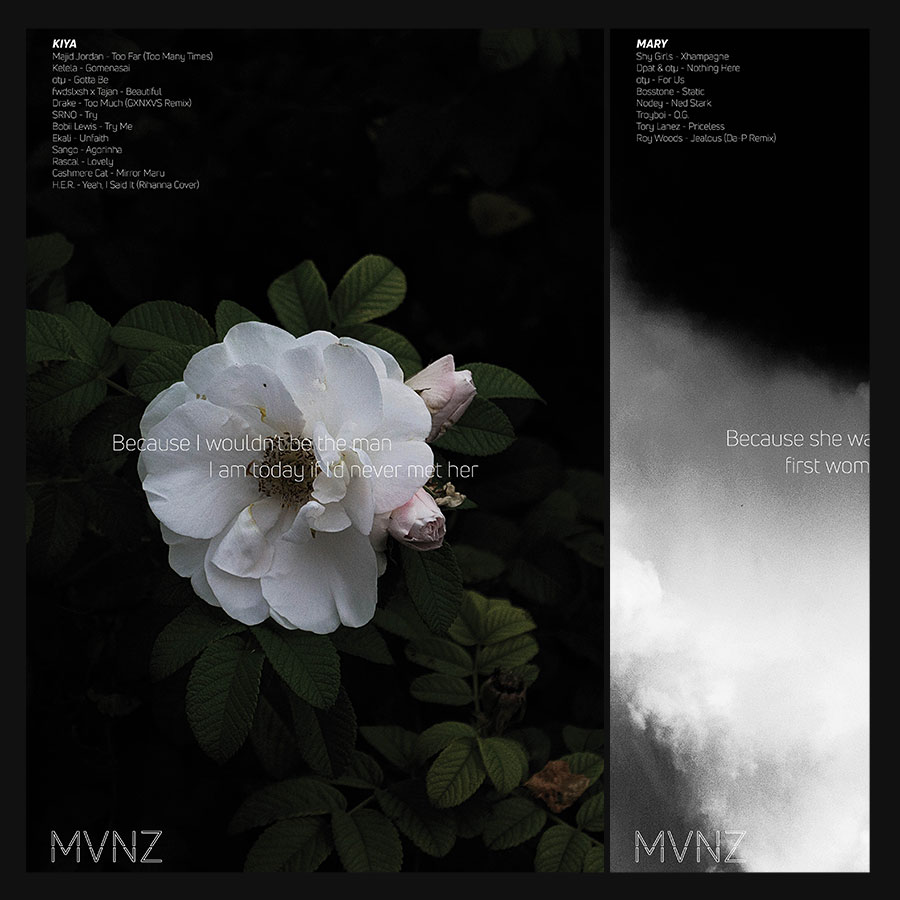 KIYA
Majid Jordan - Too Far (Too Many Times)
Kelela - Gomenasai
otµ - Gotta Be
fwdslxsh x Tajan - Beautiful
Drake - Too Much (GXNXVS Remix)
SRNO - Try
Bobii Lewis - Try Me
Ekali - Unfaith
Sango - Agorinha
Rascal - Lovely
Cashmere Cat - Mirror Maru
H.E.R. - Yeah, I Said It (Rihanna Cover)
Because I wouldn't be the man
I am today if I'd never met her
MVNZ
MARY
Shy Girls - Xhampagne
Dpat & otµ - Nothing Here
otµ - For Us
Bosstone - Static
Nodey - Ned Stark
Troyboi - O.G.
Tory Lanez - Priceless
Roy Woods - Jealous (Da-P Remix)
Because she wa
first wom
MVNZ